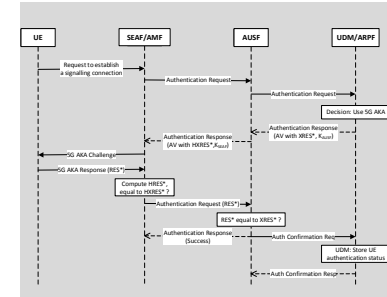 UE
SEAF/AMF
AUSF
UDM/ARPF
Request to establish
a signalling connection
Authentication Request
Authentication Request
Decision: Use 5G AKA
Authentication Response
(AV with XRES*, KAUSF)
Authentication Response
(AV with HXRES*,KSEAF)
5G AKA Challenge
5G AKA Response (RES*)
Compute HRES*,
equal to HXRES* ?
Authentication Request (RES*)
RES* equal to XRES* ?
Authentication Response
(Success)
Auth Confirmation Req
UDM: Store UE
authentication status
Auth Confirmation Resp